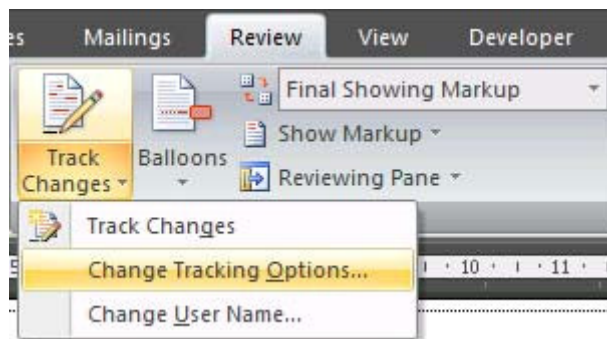 es Mailings Review View Developer
Final Showing Markup
Show Markup
Track Changes
Balloons
Reviewing Pane
Track Changes
Change Tracking Options...
10 11
Change User Name...